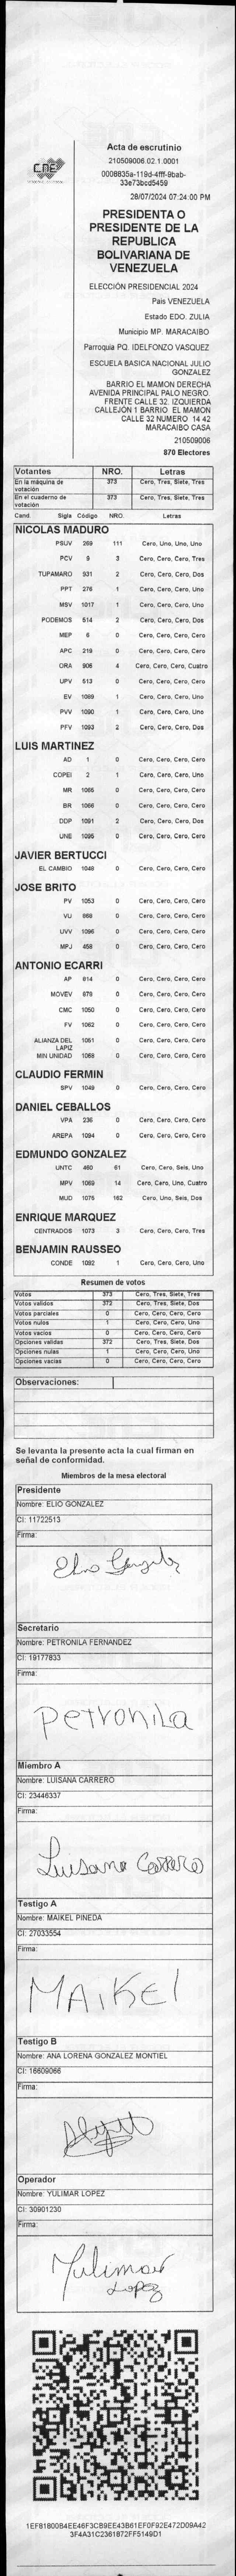 CNE
Acta de escrutinio
210509006.02.1.0001
0008835a-119d-4fff-9bab-
33e73bcd5459
28/07/2024 07:24:00 PM
PRESIDENTA O
PRESIDENTE DE LA
REPUBLICA
BOLIVARIANA DE
VENEZUELA
ELECCIÓN PRESIDENCIAL 2024
Pais VENEZUELA
Estado EDO. ZULIA
Municipio MP. MARACAIBO
Parroquia PQ. IDELFONZO VASQUEZ
ESCUELA BASICA NACIONAL JULIO
GONZALEZ
BARRIO EL MAMON DERECHA
AVENIDA PRINCIPAL PALO NEGRO.
FRENTE CALLE 32. IZQUIERDA
CALLEJÓN 1 BARRIO EL MAMON
CALLE 32 NUMERO 14 42
MARACAIBO CASA
210509006
870 Electores
Votantes NRO. Letras
En la máquina de votación 373 Cero, Tres, Siete, Tres
En el cuaderno de votación 373 Cero, Tres, Siete, Tres
Cand. Sigla Código NRO. Letras
NICOLAS MADURO
PSUV 269 111 Cero, Uno, Uno, Uno
PCV 9 3 Cero, Cero, Cero, Tres
TUPAMARO 931 2 Cero, Cero, Cero, Dos
PPT 276 1 Cero, Cero, Cero, Uno
MSV 1017 1 Cero, Cero, Cero, Uno
PODEMOS 514 2 Cero, Cero, Cero, Dos
MEP 6 0 Cero, Cero, Cero, Cero
APC 219 0 Cero, Cero, Cero, Cero
ORA 906 4 Cero, Cero, Cero, Cuatro
UPV 513 0 Cero, Cero, Cero, Cero
EV 1089 1 Cero, Cero, Cero, Uno
PVV 1090 1 Cero, Cero, Cero, Uno
PFV 1093 2 Cero, Cero, Cero, Dos
LUIS MARTINEZ
AD 1 0 Cero, Cero, Cero, Cero
COPEI 2 1 Cero, Cero, Cero, Uno
MR 1065 0 Cero, Cero, Cero, Cero
BR 1066 0 Cero, Cero, Cero, Cero
DDP 1091 2 Cero, Cero, Cero, Dos
UNE 1095 0 Cero, Cero, Cero, Cero
JAVIER BERTUCCI
EL CAMBIO 1048 0 Cero, Cero, Cero, Cero
JOSE BRITO
PV 1053 0 Cero, Cero, Cero, Cero
VU 868 0 Cero, Cero, Cero, Cero
UVV 1096 0 Cero, Cero, Cero, Cero
MPJ 458 0 Cero, Cero, Cero, Cero
ANTONIO ECARRI
AP 614 0 Cero, Cero, Cero, Cero
MOVEV 679 0 Cero, Cero, Cero, Cero
CMC 1050 0 Cero, Cero, Cero, Cero
FV 1062 0 Cero, Cero, Cero, Cero
ALIANZA DEL LAPIZ 1051 0 Cero, Cero, Cero, Cero
MIN UNIDAD 1068 0 Cero, Cero, Cero, Cero
CLAUDIO FERMIN
SPV 1049 0 Cero, Cero, Cero, Cero
DANIEL CEBALLOS
VPA 236 0 Cero, Cero, Cero, Cero
AREPA 1094 0 Cero, Cero, Cero, Cero
EDMUNDO GONZALEZ
UNTC 460 61 Cero, Cero, Seis, Uno
MPV 1069 14 Cero, Cero, Uno, Cuatro
MUD 1076 162 Cero, Uno, Seis, Dos
ENRIQUE MARQUEZ
CENTRADOS 1073 3 Cero, Cero, Cero, Tres
BENJAMIN RAUSSEO
CONDE 1092 1 Cero, Cero, Cero, Uno
Resumen de votos
Votos 373 Cero, Tres, Siete, Tres
Votos validos 372 Cero, Tres, Siete, Dos
Votos parciales 0 Cero, Cero, Cero, Cero
Votos nulos 1 Cero, Cero, Cero, Uno
Votos vacios 0 Cero, Cero, Cero, Cero
Opciones validas 372 Cero, Tres, Siete, Dos
Opciones nulas 1 Cero, Cero, Cero, Uno
Opciones vacias 0 Cero, Cero, Cero, Cero
Observaciones:
Se levanta la presente acta la cual firman en
señal de conformidad.
Miembros de la mesa electoral
Presidente
Nombre: ELIO GONZALEZ
CI: 11722513
Firma:
Elio Gonzalez
Secretario
Nombre: PETRONILA FERNANDEZ
CI: 19177833
Firma:
Petronila
Miembro A
Nombre: LUISANA CARRERO
CI: 23446337
Firma:
Luisana Carrero
Testigo A
Nombre: MAIKEL PINEDA
CI: 27033554
Firma:
MAIKEl
Testigo B
Nombre: ANA LORENA GONZALEZ MONTIEL
CI: 16609066
Firma:
Operador
Nombre: YULIMAR LOPEZ
CI: 30901230
Firma:
Yulimar
Lopez
1EF81800B4EE46F3CB9EE43B61EF0F92E472D09A42
3F4A31C2361872FF5149D1